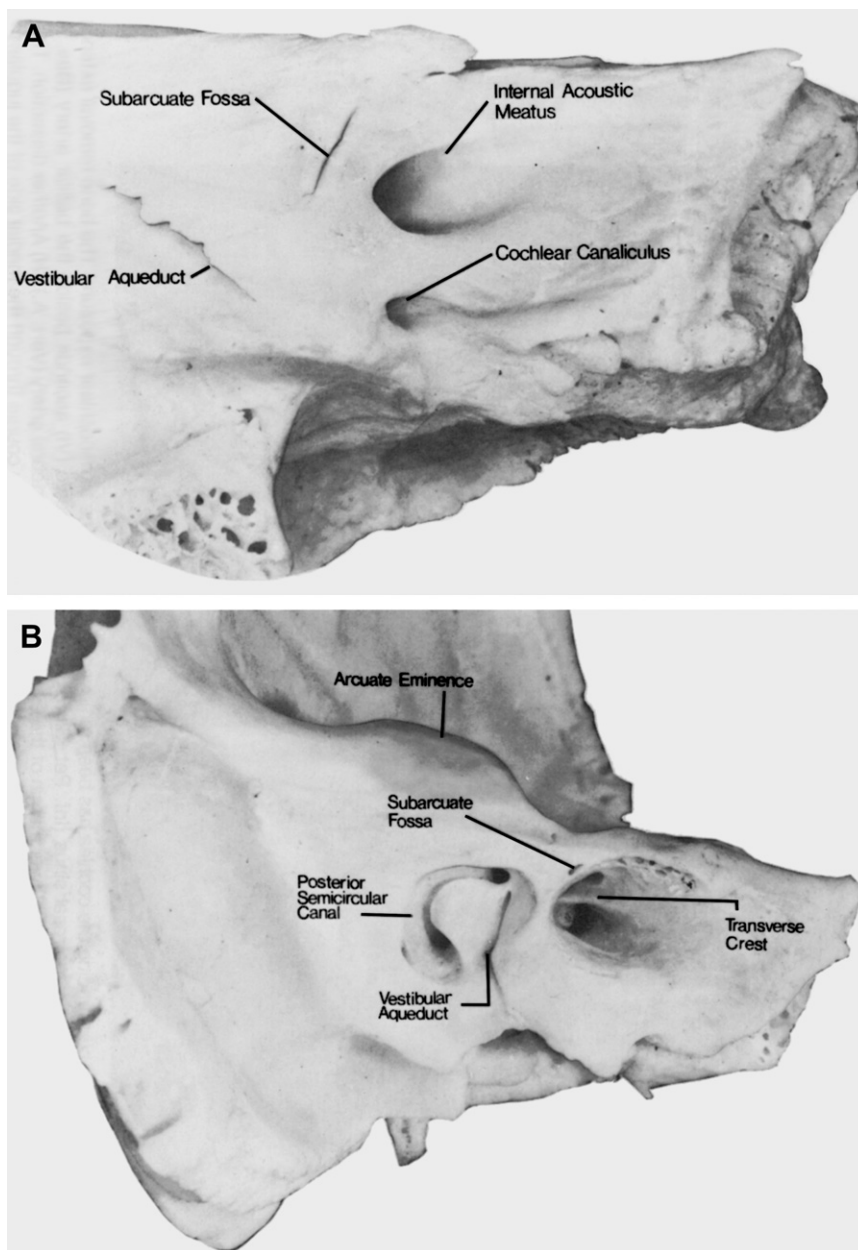 A
Subarcuate Fossa
Internal Acoustic
Meatus
Vestibular Aqueduct
Cochlear Canaliculus
B
Arcuate Eminence
Subarcuate
Fossa
Posterior
Semicircular
Canal
Transverse
Crest
Vestibular
Aqueduct